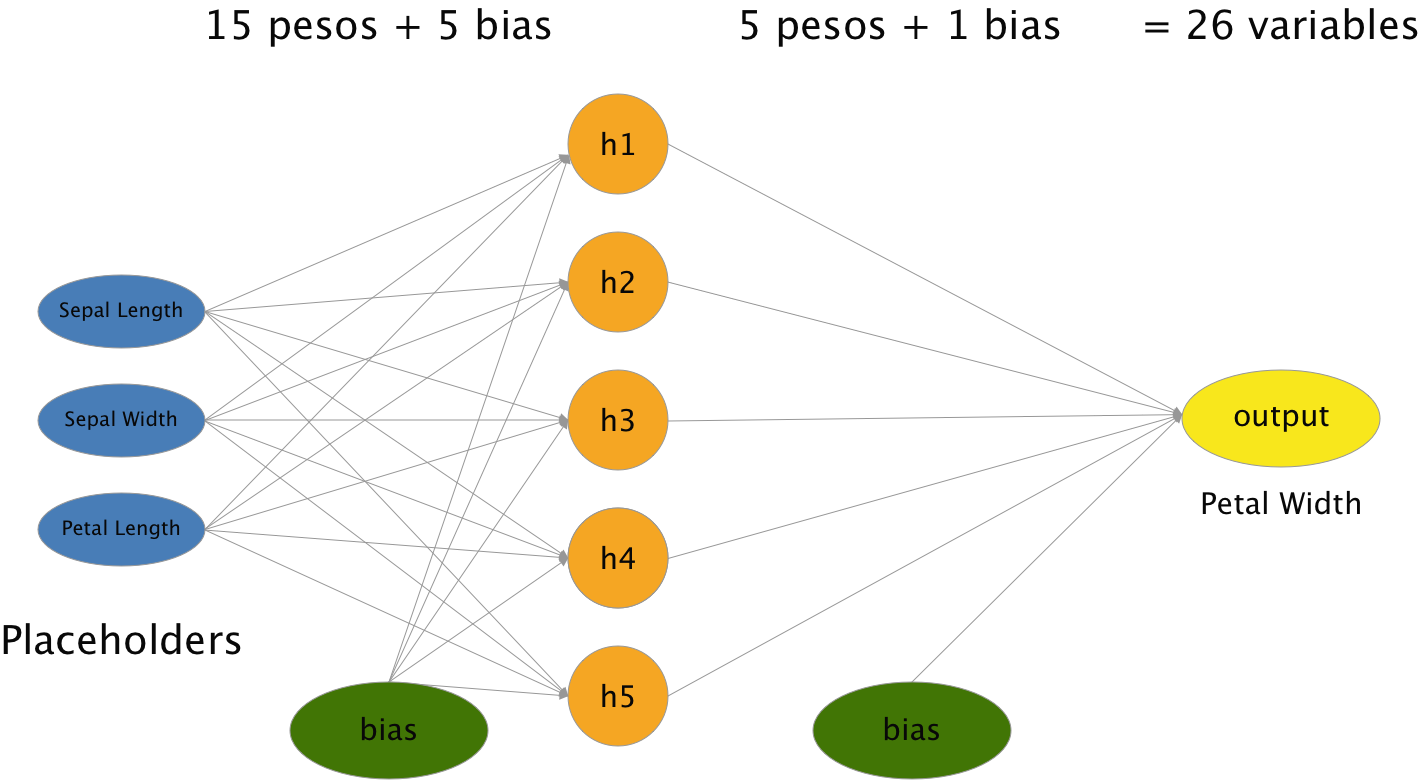 15 pesos + 5 bias
5 pesos + 1 bias
= 26 variables
h1
h2
h3
h4
h5
Sepal Length
Sepal Width
Petal Length
Placeholders
bias
bias
output
Petal Width